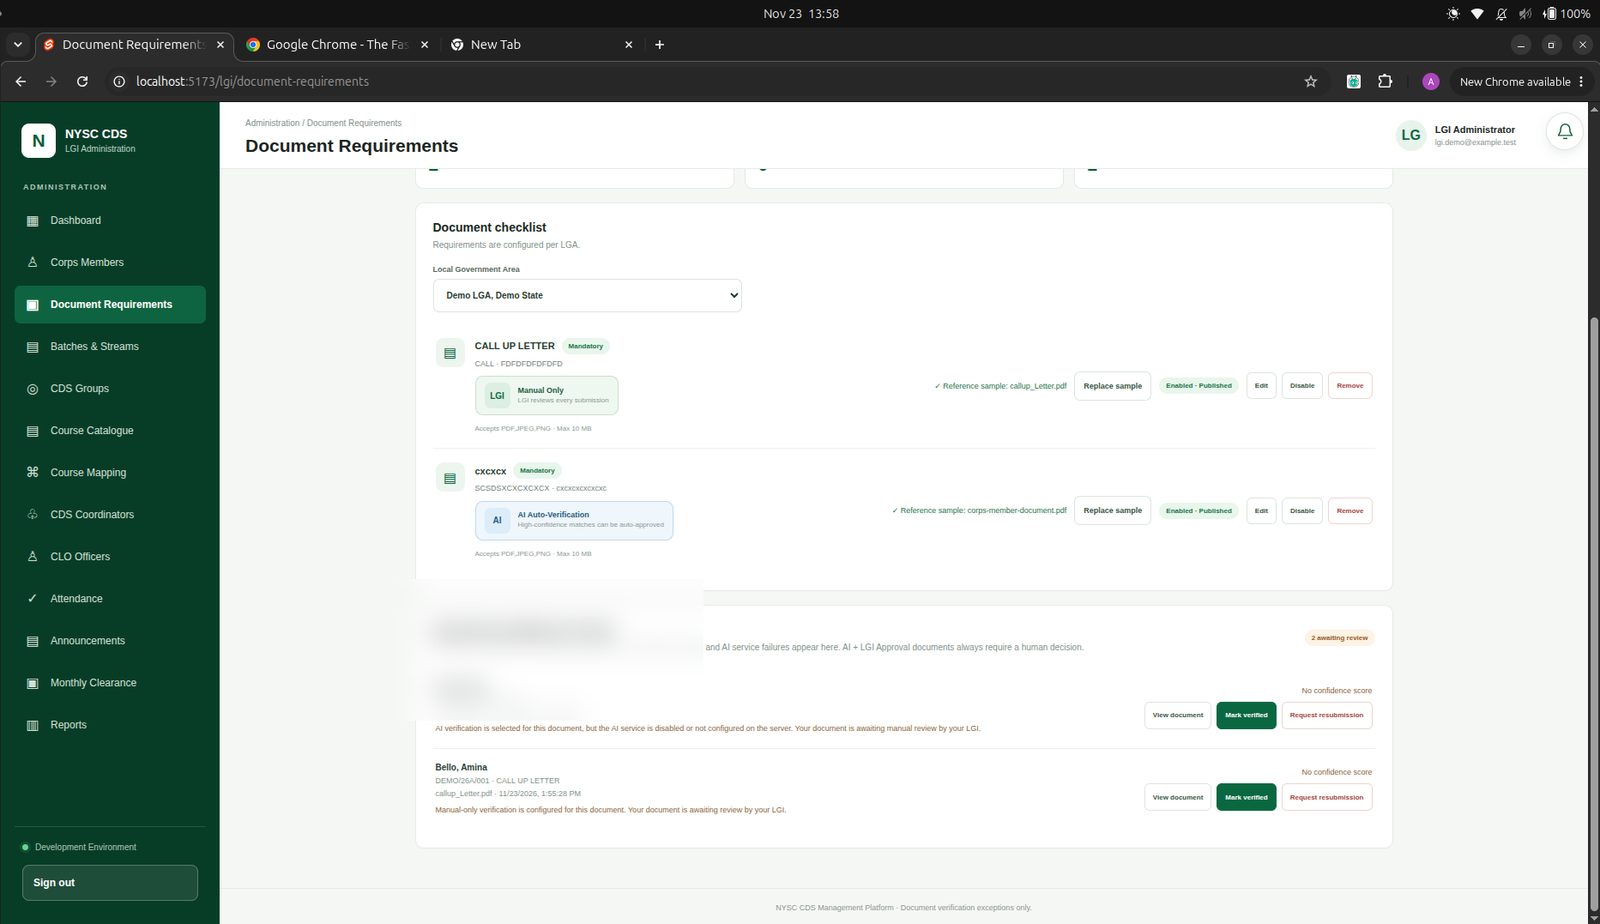 Nov 23 13:58
100%
Document Requirements
Google Chrome - The Fas
New Tab
localhost:5173/lgi/document-requirements
A
New Chrome available
N
NYSC CDS
LGI Administration
ADMINISTRATION
Dashboard
Corps Members
Document Requirements
Batches & Streams
CDS Groups
Course Catalogue
Course Mapping
CDS Coordinators
CLO Officers
Attendance
Announcements
Monthly Clearance
Reports
Development Environment
Sign out
Administration / Document Requirements
Document Requirements
LG
LGI Administrator
lgi.demo@example.test
Document checklist
Requirements are configured per LGA.
Local Government Area
Demo LGA, Demo State
CALL UP LETTER Mandatory
CALL · FDFDFDFDFDFD
LGI
Manual Only
LGI reviews every submission
Accepts PDF,JPEG,PNG · Max 10 MB
✓ Reference sample: callup_Letter.pdf Replace sample Enabled · Published Edit Disable Remove
cxcxcx Mandatory
SCSDSXCXCXCXCX · cxcxcxcxcxcxc
AI
AI Auto-Verification
High-confidence matches can be auto-approved
Accepts PDF,JPEG,PNG · Max 10 MB
✓ Reference sample: corps-member-document.pdf Replace sample Enabled · Published Edit Disable Remove
2 awaiting review
and AI service failures appear here. AI + LGI Approval documents always require a human decision.
No confidence score
View document Mark verified Request resubmission
AI verification is selected for this document, but the AI service is disabled or not configured on the server. Your document is awaiting manual review by your LGI.
Bello, Amina
DEMO/26A/001 · CALL UP LETTER
callup_Letter.pdf · 11/23/2026, 1:55:28 PM
Manual-only verification is configured for this document. Your document is awaiting review by your LGI.
No confidence score
View document Mark verified Request resubmission
NYSC CDS Management Platform · Document verification exceptions only.